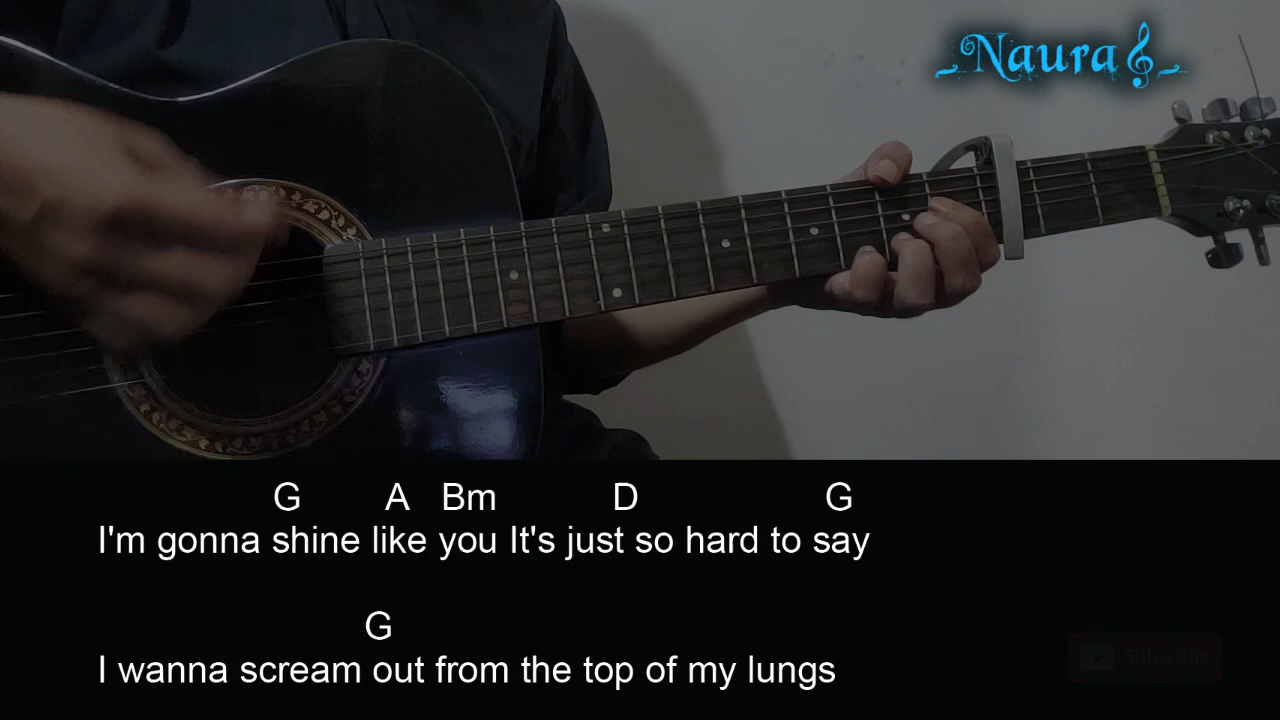 Naura
G A Bm D G
I'm gonna shine like you It's just so hard to say
G
I wanna scream out from the top of my lungs
Subscribe